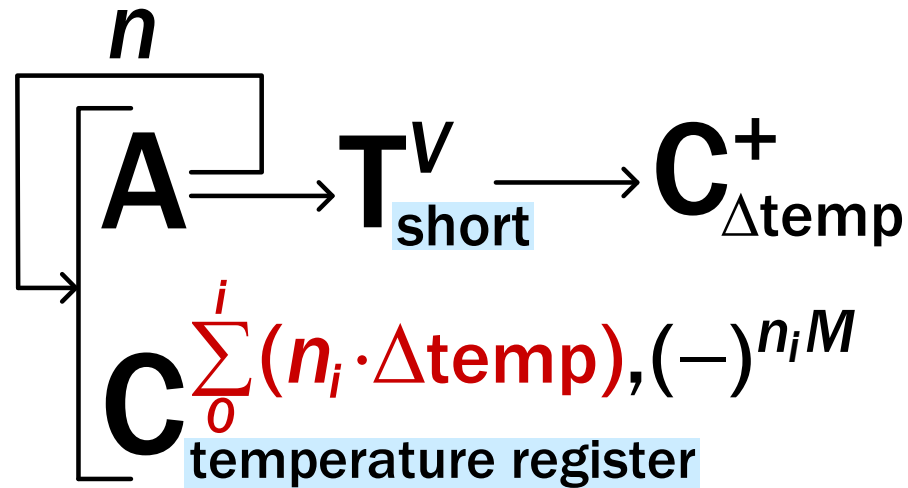 n
A → T^V_short → C^+_Δtemp
C^{∑_0^i (n_i · Δtemp), (−)^{n_i M}}_temperature register